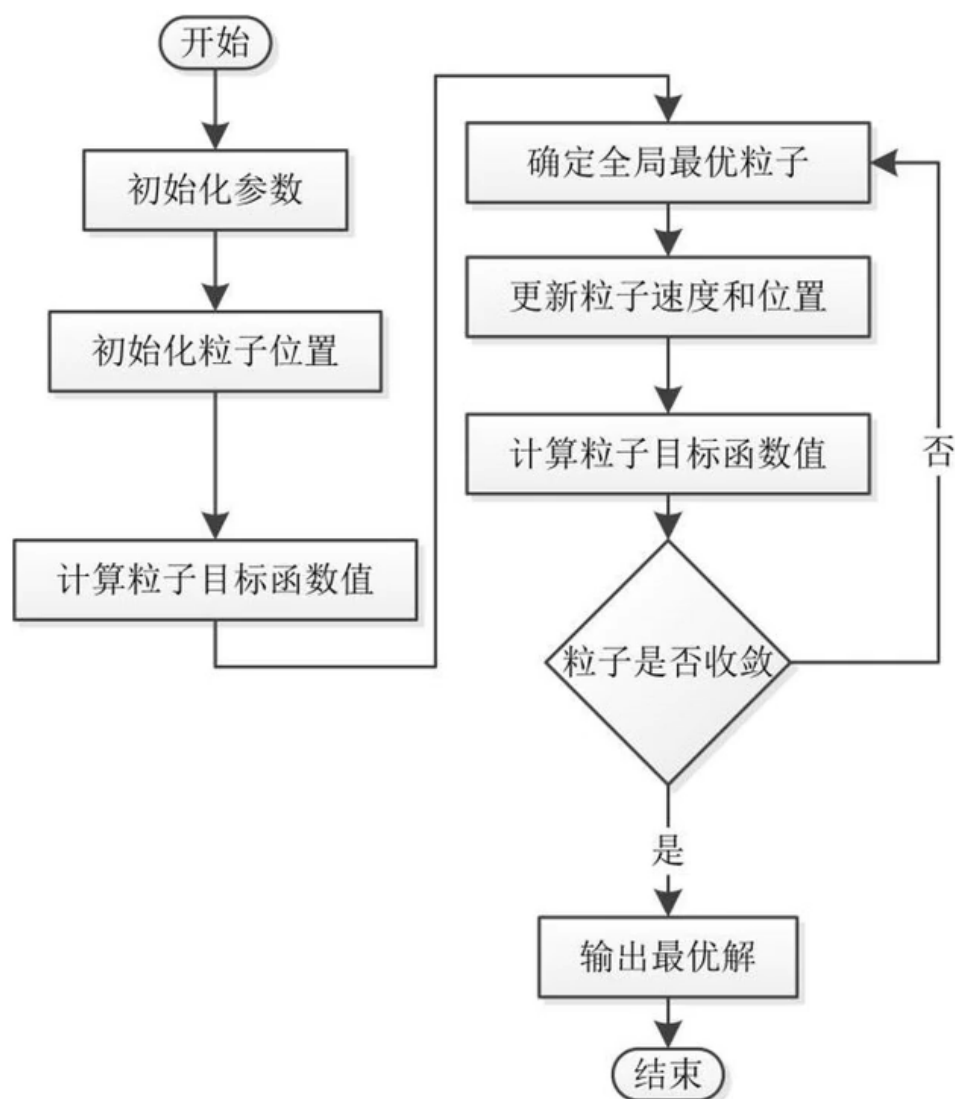 开始
初始化参数
初始化粒子位置
计算粒子目标函数值
确定全局最优粒子
更新粒子速度和位置
计算粒子目标函数值
粒子是否收敛
否
是
输出最优解
结束